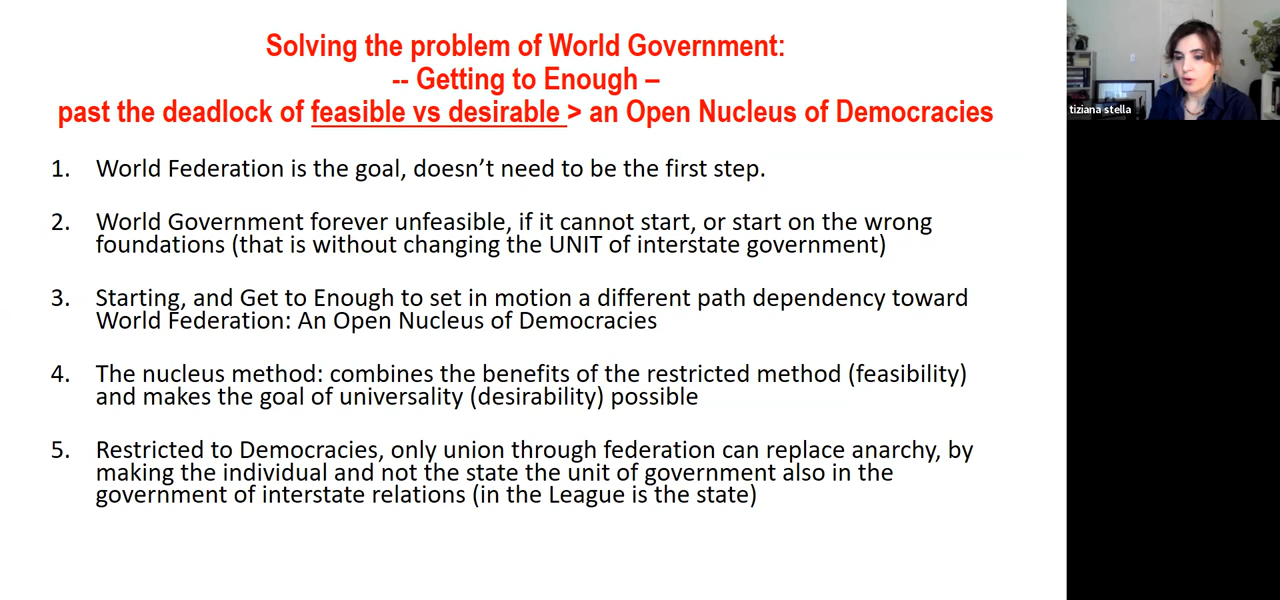 Solving the problem of World Government:
-- Getting to Enough –
past the deadlock of feasible vs desirable > an Open Nucleus of Democracies
tiziana stella
1. World Federation is the goal, doesn’t need to be the first step.
2. World Government forever unfeasible, if it cannot start, or start on the wrong
foundations (that is without changing the UNIT of interstate government)
3. Starting, and Get to Enough to set in motion a different path dependency toward
World Federation: An Open Nucleus of Democracies
4. The nucleus method: combines the benefits of the restricted method (feasibility)
and makes the goal of universality (desirability) possible
5. Restricted to Democracies, only union through federation can replace anarchy, by
making the individual and not the state the unit of government also in the
government of interstate relations (in the League is the state)